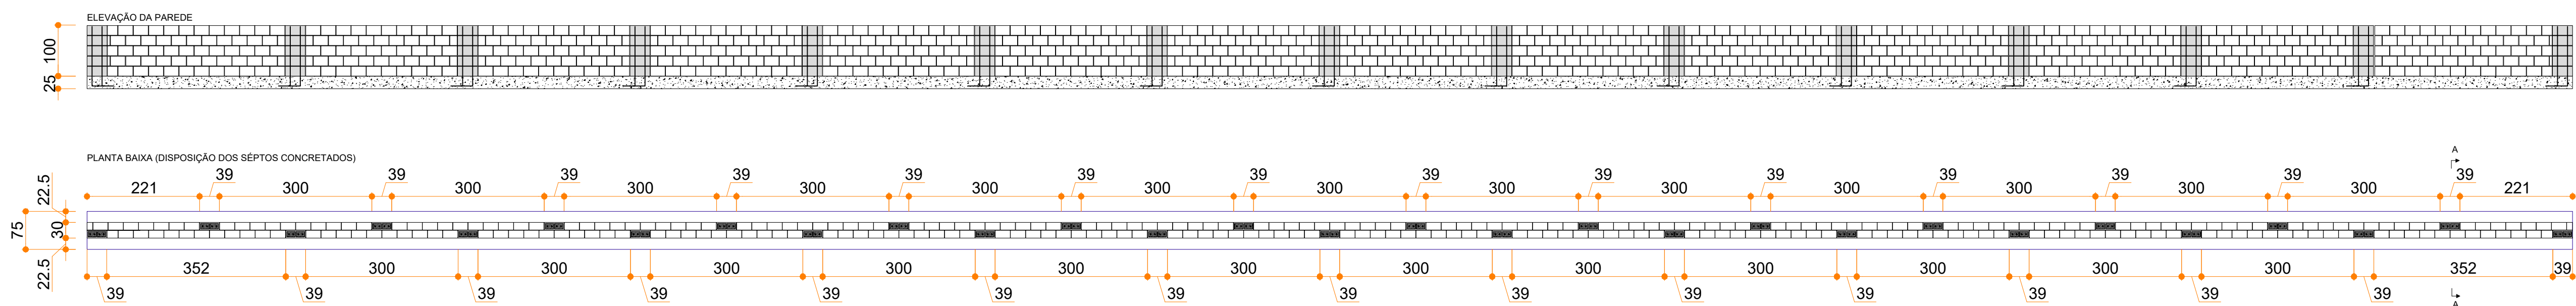 ELEVAÇÃO DA PAREDE
100
25
PLANTA BAIXA (DISPOSIÇÃO DOS SÉPTOS CONCRETADOS)
A
39 39 39 39 39 39 39 39 39 39 39 39 39 39
221 300 300 300 300 300 300 300 300 300 300 300 300 300 221
22.5
75
30
22.5
352 300 300 300 300 300 300 300 300 300 300 300 300 352 39
39 39 39 39 39 39 39 39 39 39 39 39 39 39
A